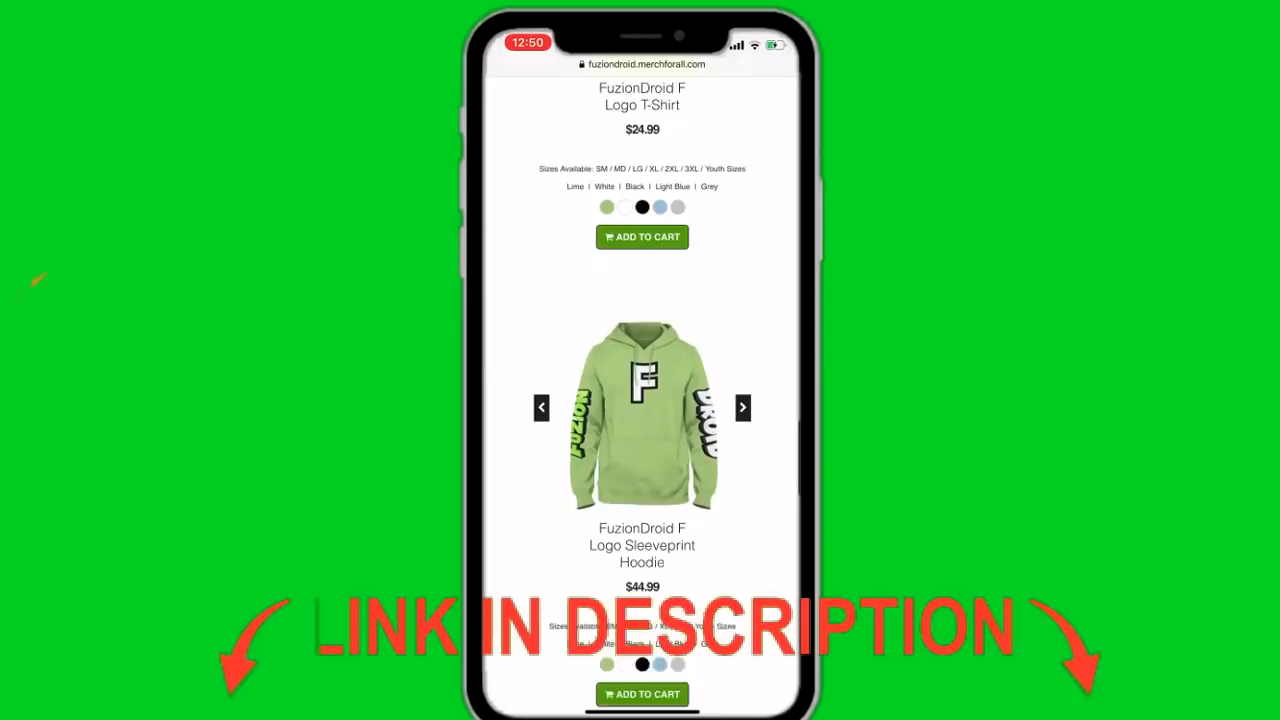 12:50
fuziondroid.merchforall.com
FuzionDroid F
Logo T-Shirt
$24.99
Sizes Available: SM / MD / LG / XL / 2XL / 3XL / Youth Sizes
Lime | White | Black | Light Blue | Grey
ADD TO CART
F
FUZION
DROID
FuzionDroid F
Logo Sleeveprint
Hoodie
$44.99
LINK IN DESCRIPTION
ADD TO CART